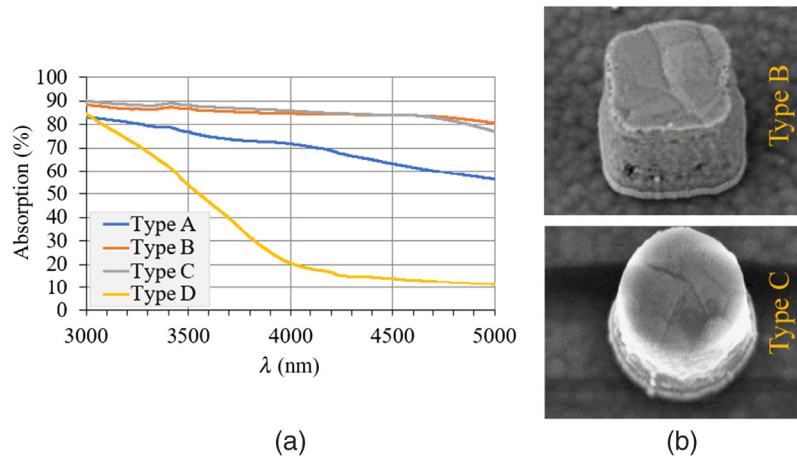 100
90
80
70
60
50
40
30
20
10
0
Absorption (%)
Type A
Type B
Type C
Type D
3000 3500 4000 4500 5000
λ (nm)
(a)
Type B
Type C
(b)